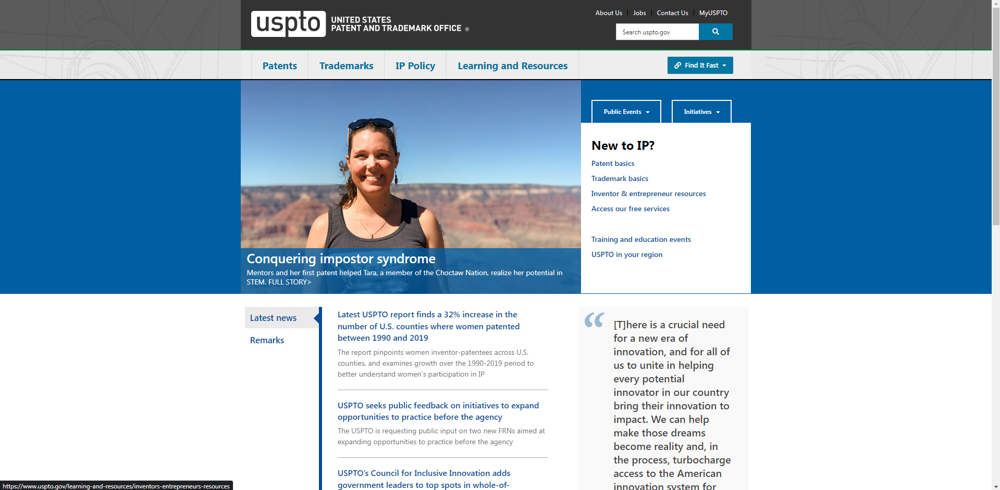 uspto
UNITED STATES
PATENT AND TRADEMARK OFFICE ®
About Us
Jobs
Contact Us
MyUSPTO
Search uspto.gov
Patents
Trademarks
IP Policy
Learning and Resources
Find It Fast
Public Events
Initiatives
Conquering impostor syndrome
Mentors and her first patent helped Tara, a member of the Choctaw Nation, realize her potential in
STEM. FULL STORY>
New to IP?
Patent basics
Trademark basics
Inventor & entrepreneur resources
Access our free services
Training and education events
USPTO in your region
Latest news
Remarks
Latest USPTO report finds a 32% increase in the
number of U.S. counties where women patented
between 1990 and 2019
The report pinpoints women inventor-patentees across U.S.
counties, and examines growth over the 1990-2019 period to
better understand women's participation in IP
USPTO seeks public feedback on initiatives to expand
opportunities to practice before the agency
The USPTO is requesting public input on two new FRNs aimed at
expanding opportunities to practice before the agency
USPTO's Council for Inclusive Innovation adds
government leaders to top spots in whole-of-
“
[T]here is a crucial need
for a new era of
innovation, and for all of
us to unite in helping
every potential
innovator in our country
bring their innovation to
impact. We can help
make those dreams
become reality and, in
the process, turbocharge
access to the American
innovation system for
https://www.uspto.gov/learning-and-resources/inventors-entrepreneurs-resources